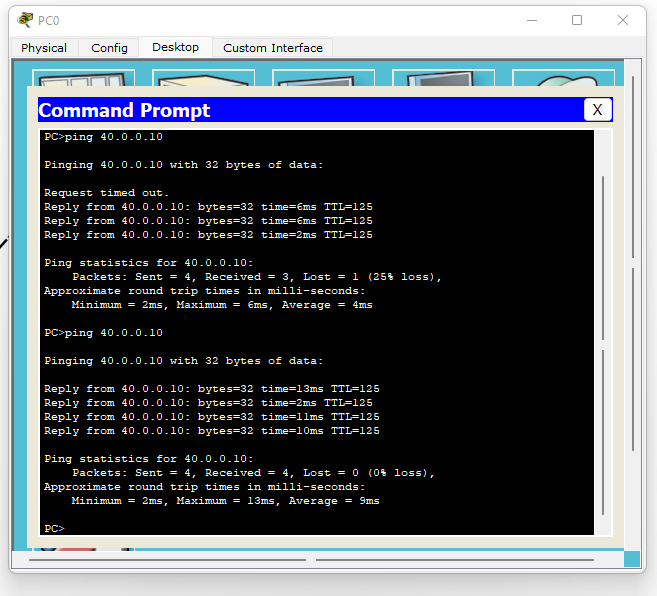 PC0
Physical Config Desktop Custom Interface
Command Prompt X
PC>ping 40.0.0.10
Pinging 40.0.0.10 with 32 bytes of data:
Request timed out.
Reply from 40.0.0.10: bytes=32 time=6ms TTL=125
Reply from 40.0.0.10: bytes=32 time=6ms TTL=125
Reply from 40.0.0.10: bytes=32 time=2ms TTL=125
Ping statistics for 40.0.0.10:
Packets: Sent = 4, Received = 3, Lost = 1 (25% loss),
Approximate round trip times in milli-seconds:
Minimum = 2ms, Maximum = 6ms, Average = 4ms
PC>ping 40.0.0.10
Pinging 40.0.0.10 with 32 bytes of data:
Reply from 40.0.0.10: bytes=32 time=13ms TTL=125
Reply from 40.0.0.10: bytes=32 time=2ms TTL=125
Reply from 40.0.0.10: bytes=32 time=11ms TTL=125
Reply from 40.0.0.10: bytes=32 time=10ms TTL=125
Ping statistics for 40.0.0.10:
Packets: Sent = 4, Received = 4, Lost = 0 (0% loss),
Approximate round trip times in milli-seconds:
Minimum = 2ms, Maximum = 13ms, Average = 9ms
PC>